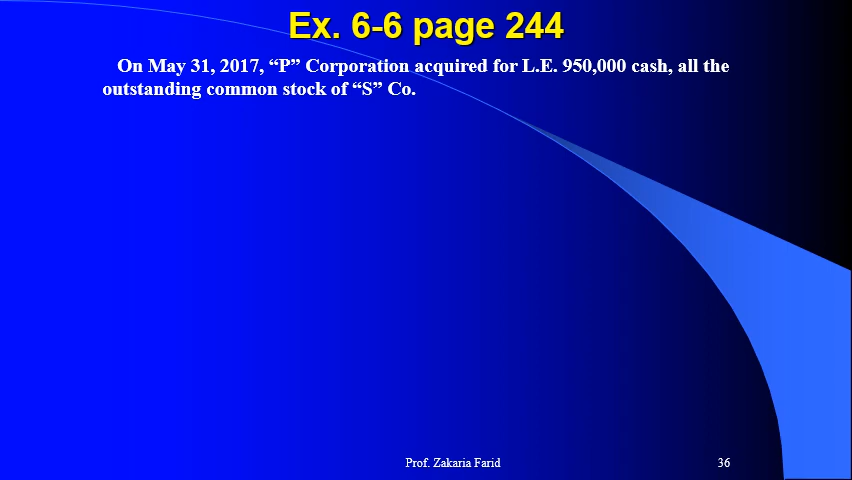 Ex. 6-6 page 244
On May 31, 2017, “P” Corporation acquired for L.E. 950,000 cash, all the
outstanding common stock of “S” Co.
Prof. Zakaria Farid
36